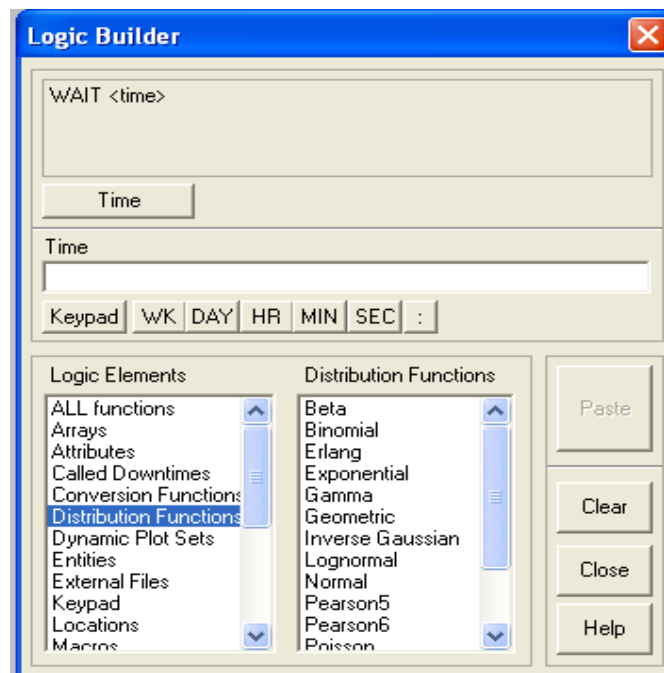 Logic Builder
WAIT <time>
Time
Time
Keypad WK DAY HR MIN SEC :
Logic Elements
ALL functions
Arrays
Attributes
Called Downtimes
Conversion Functions
Distribution Functions
Dynamic Plot Sets
Entities
External Files
Keypad
Locations
Macros
Distribution Functions
Beta
Binomial
Erlang
Exponential
Gamma
Geometric
Inverse Gaussian
Lognormal
Normal
Pearson5
Pearson6
Poisson
Paste
Clear
Close
Help